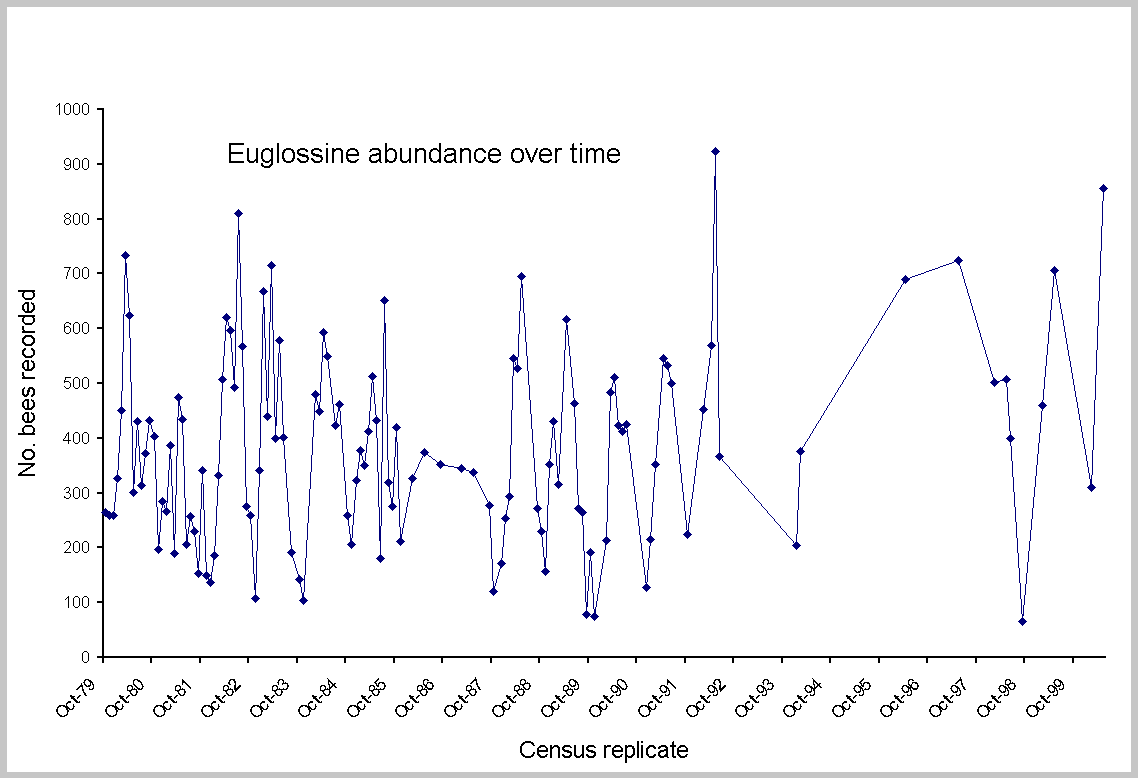 Euglossine abundance over time
1000
900
800
700
600
500
400
300
200
100
0
No. bees recorded
Oct-79
Oct-80
Oct-81
Oct-82
Oct-83
Oct-84
Oct-85
Oct-86
Oct-87
Oct-88
Oct-89
Oct-90
Oct-91
Oct-92
Oct-93
Oct-94
Oct-95
Oct-96
Oct-97
Oct-98
Oct-99
Census replicate